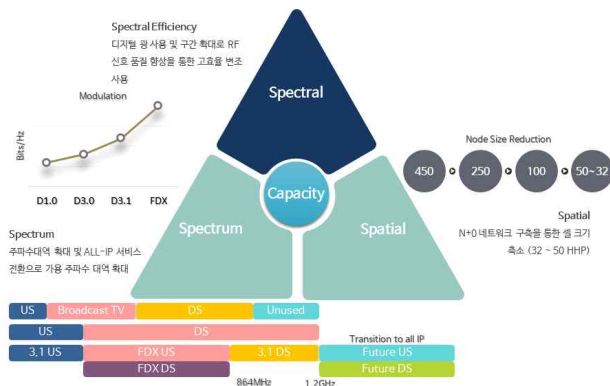 Spectral Efficiency
디지털 광 사용 및 구간 확대로 RF
신호 품질 향상을 통한 고효율 변조
사용
Modulation
Bits/Hz
D1.0 D3.0 D3.1 FDX
Spectral
Capacity
Spectrum
Spatial
Node Size Reduction
450 250 100 50~32
Spatial
N+0 네트워크 구축을 통한 셀 크기
축소 (32 ~ 50 HHP)
Spectrum
주파수대역 확대 및 ALL-IP 서비스
전환으로 가용 주파수 대역 확대
US Broadcast TV DS Unused
US DS
Transition to all IP
3.1 US FDX US 3.1 DS Future US
FDX DS Future DS
864MHz 1.2GHz